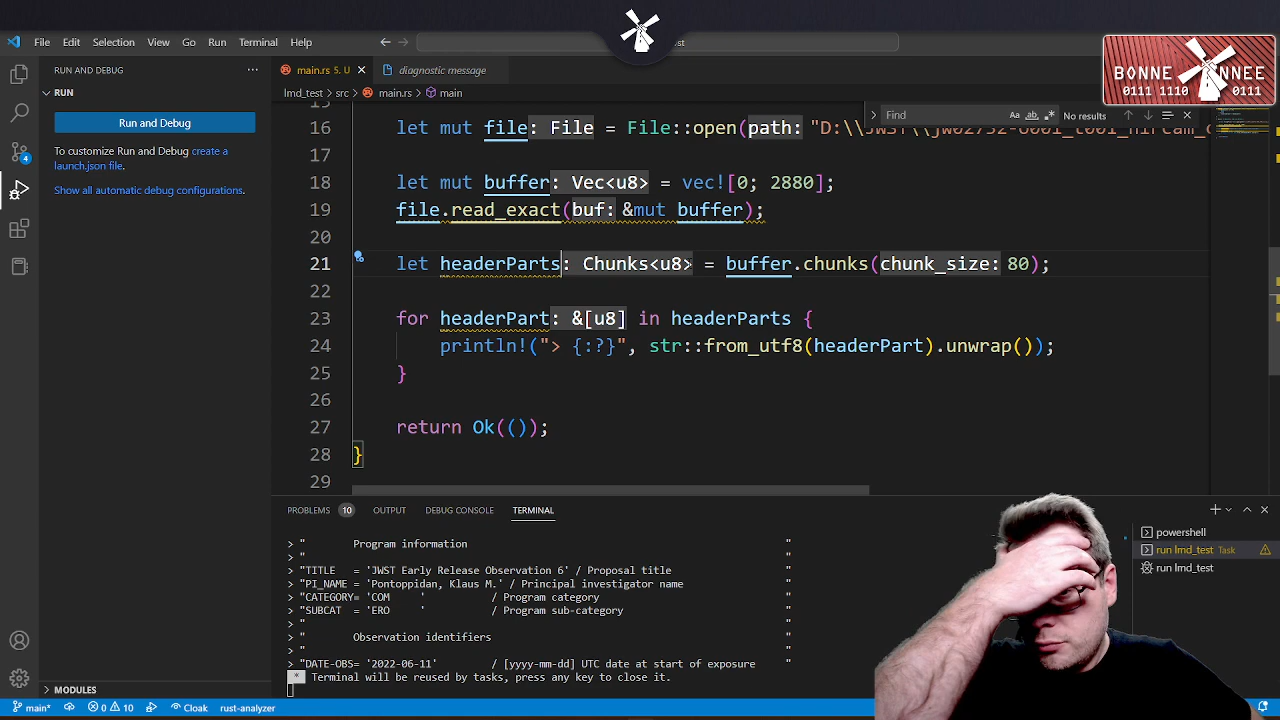 File Edit Selection View Go Run Terminal Help
BONNE NNEE
0111 1110 0111
RUN AND DEBUG
RUN
Run and Debug
To customize Run and Debug create a
launch.json file.
Show all automatic debug configurations.
MODULES
main.rs 5, U
diagnostic message
lmd_test > src > main.rs > main
Find
Aa
ab
No results
16 let mut file: File = File::open(path:
17
18 let mut buffer: Vec<u8> = vec![0; 2880];
19 file.read_exact(buf: &mut buffer);
20
21 let headerParts: Chunks<u8> = buffer.chunks(chunk_size: 80);
22
23 for headerPart: &[u8] in headerParts {
24 println!("> {:?}", str::from_utf8(headerPart).unwrap());
25 }
26
27 return Ok(());
28 }
29
PROBLEMS 10 OUTPUT DEBUG CONSOLE TERMINAL
> " Program information "
> " "
> "TITLE = 'JWST Early Release Observation 6' / Proposal title "
> "PI_NAME = 'Pontoppidan, Klaus M.' / Principal investigator name "
> "CATEGORY= 'COM ' / Program category "
> "SUBCAT = 'ERO ' / Program sub-category "
> " "
> " Observation identifiers "
> " "
> "DATE-OBS= '2022-06-11' / [yyyy-mm-dd] UTC date at start of exposure "
* Terminal will be reused by tasks, press any key to close it.
powershell
run lmd_test Task
run lmd_test
4
main* 0 10 Cloak rust-analyzer